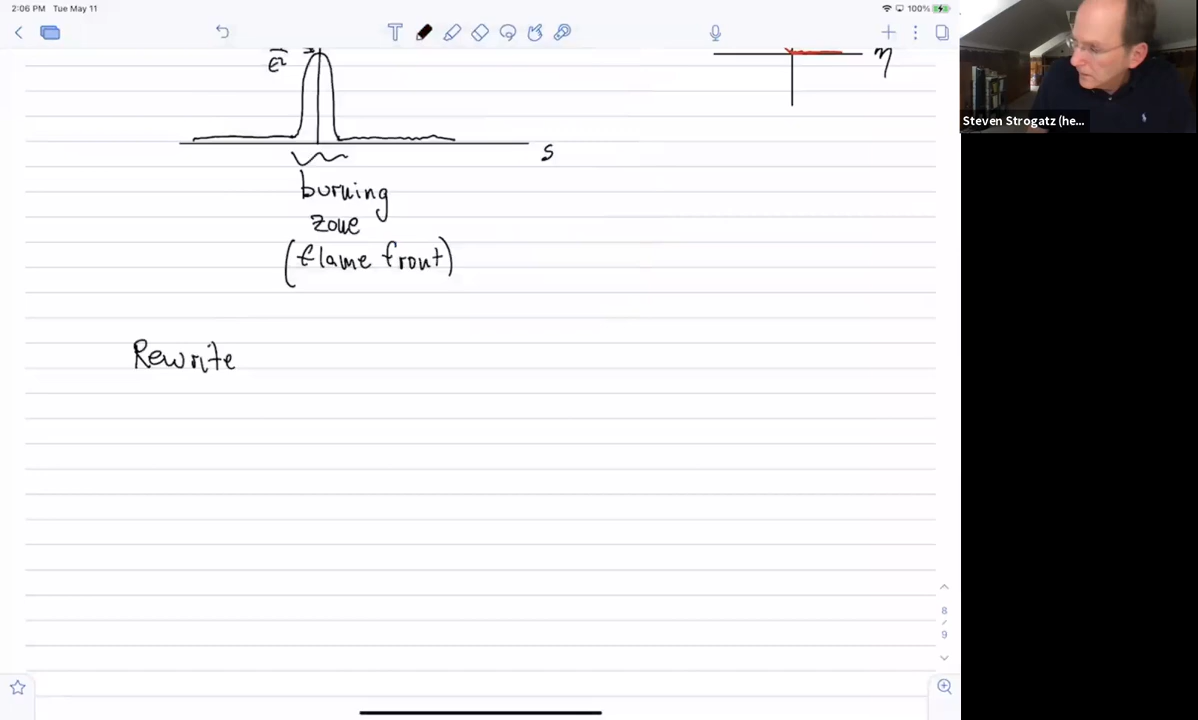 2:06 PM Tue May 11
100%
T
η
Steven Strogatz (he...
s
burning
zone
(flame front)
Rewrite
8
/
9